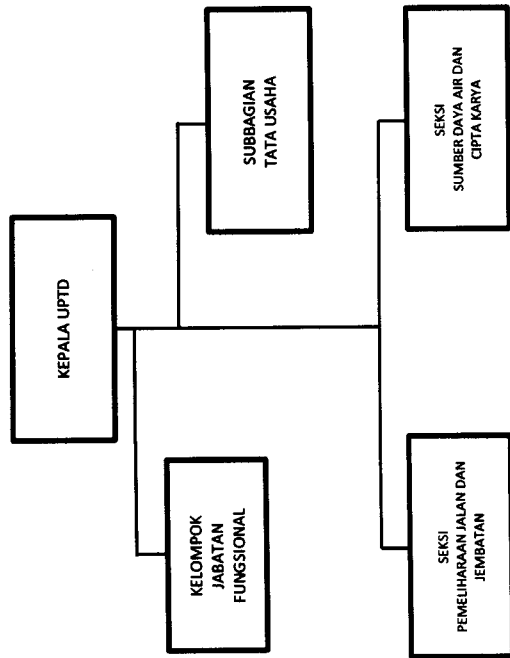 KEPALA UPTD
KELOMPOK
JABATAN
FUNGSIONAL
SUBBAGIAN
TATA USAHA
SEKSI
PEMELIHARAAN JALAN DAN
JEMBATAN
SEKSI
SUMBER DAYA AIR DAN
CIPTA KARYA